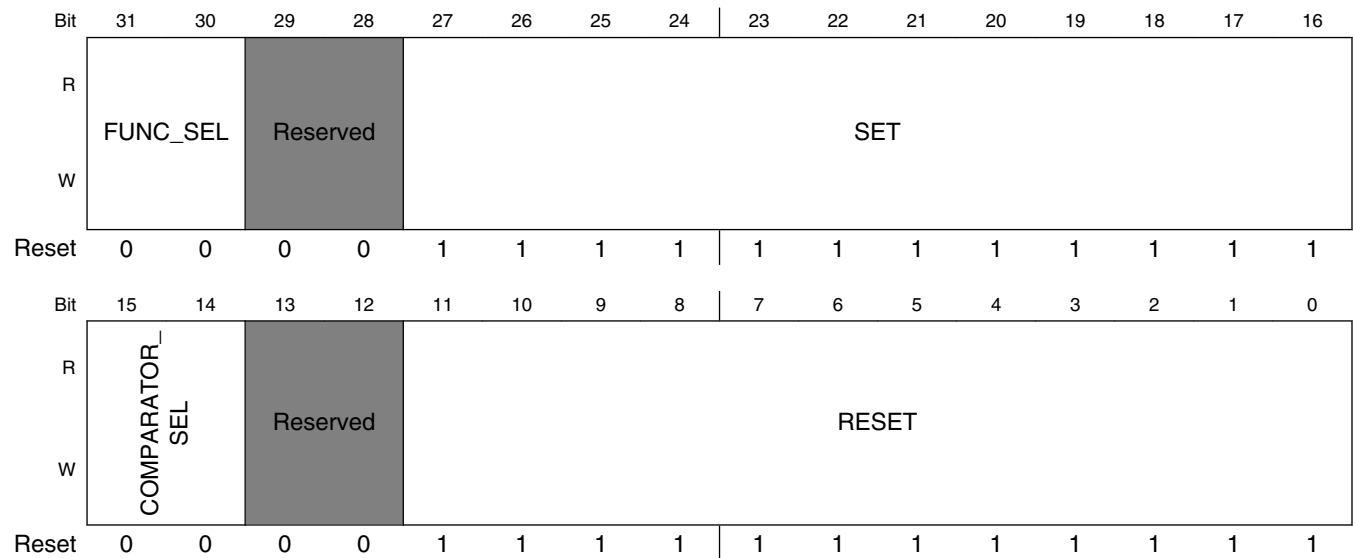 Bit 31 30 29 28 27 26 25 24 23 22 21 20 19 18 17 16
R
FUNC_SEL Reserved SET
W
Reset 0 0 0 0 1 1 1 1 1 1 1 1 1 1 1 1
Bit 15 14 13 12 11 10 9 8 7 6 5 4 3 2 1 0
R
COMPARATOR_
SEL
Reserved RESET
W
Reset 0 0 0 0 1 1 1 1 1 1 1 1 1 1 1 1